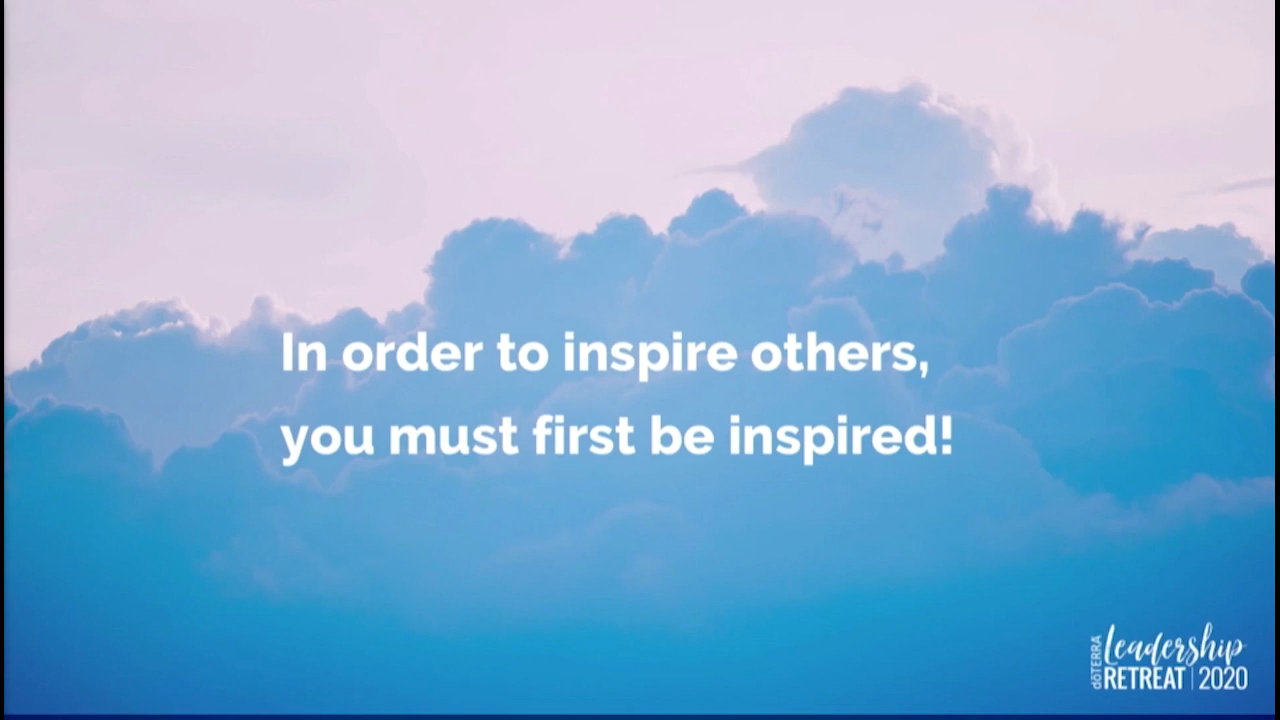 In order to inspire others,
you must first be inspired!
dōTERRA
Leadership
RETREAT | 2020